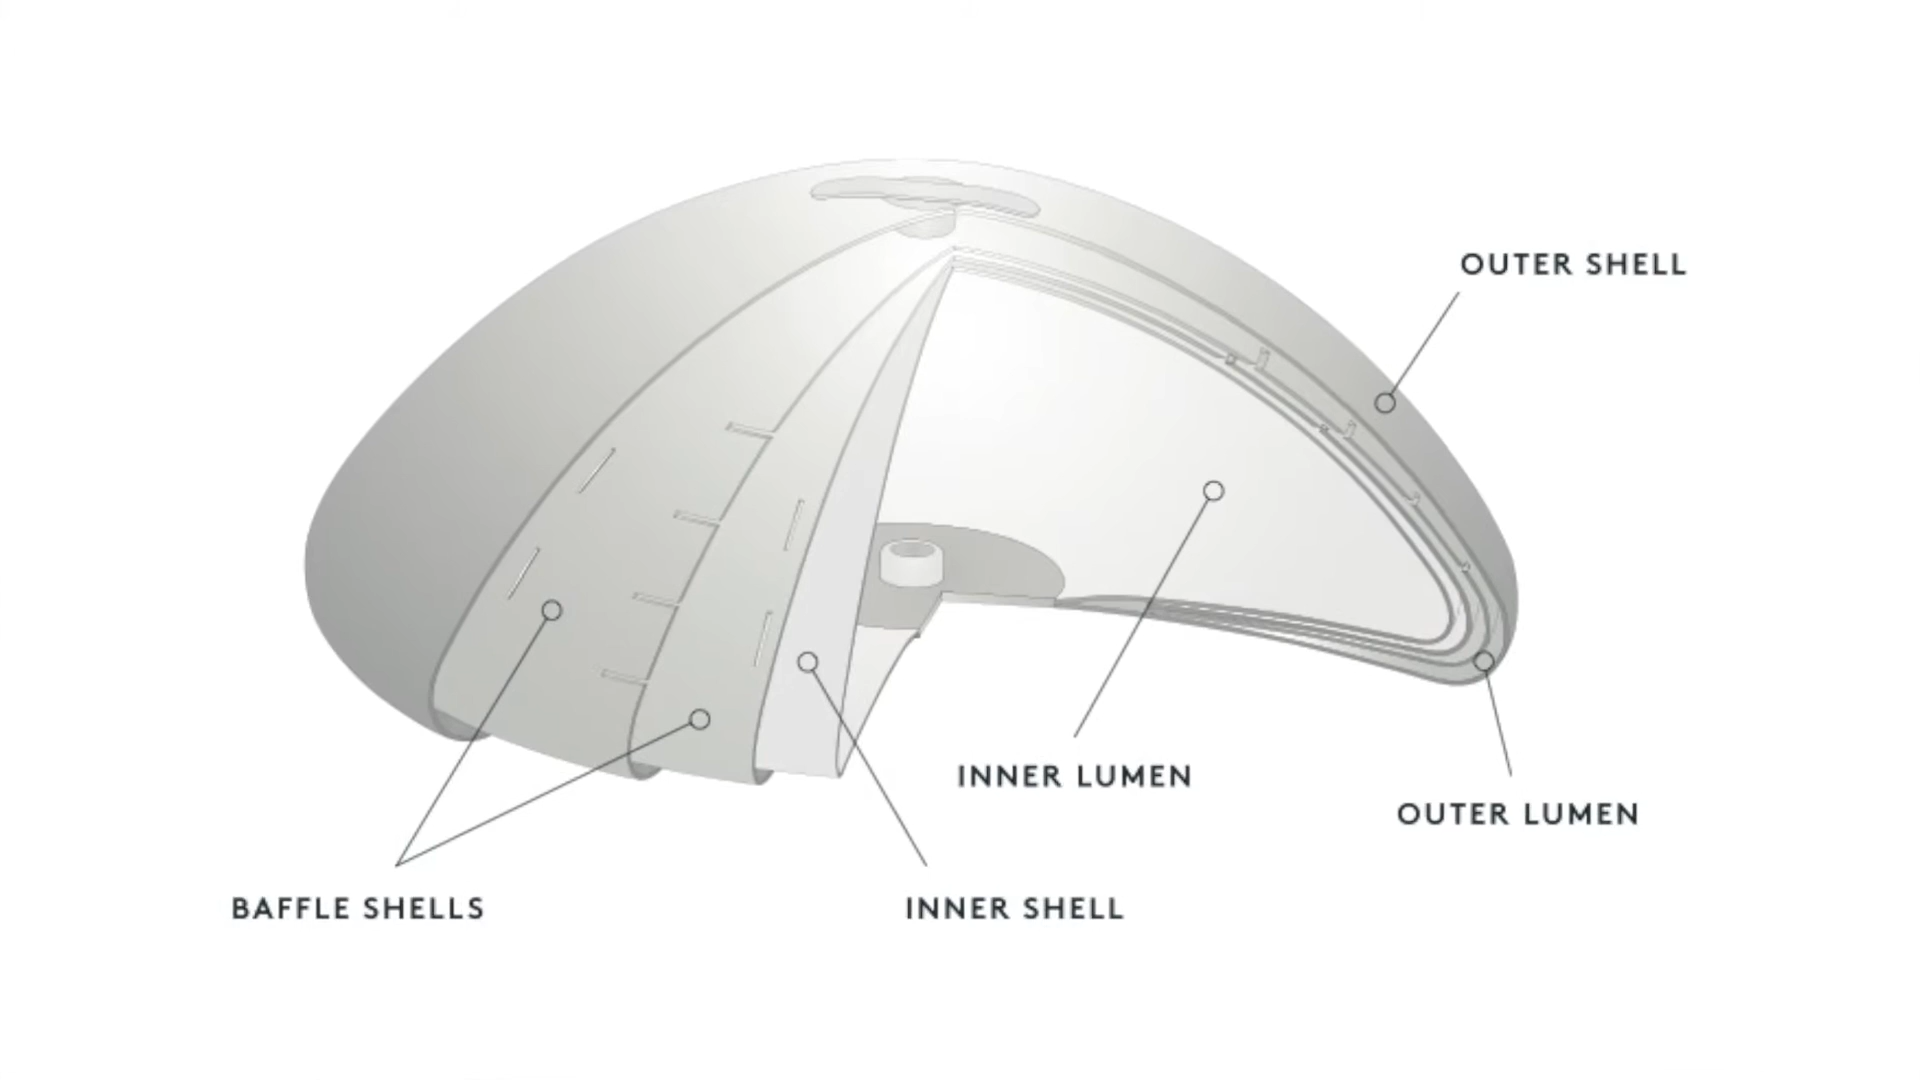 OUTER SHELL
INNER LUMEN
OUTER LUMEN
BAFFLE SHELLS
INNER SHELL